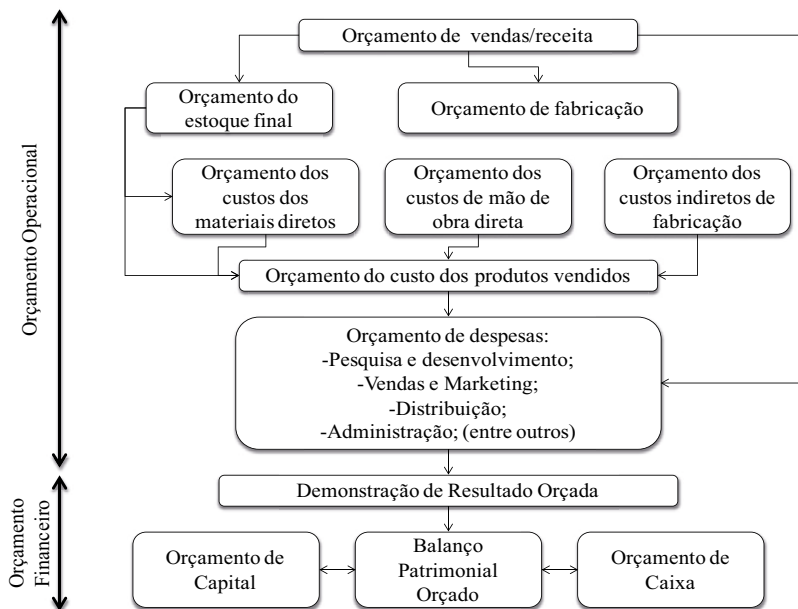 Orçamento de vendas/receita
Orçamento do
estoque final
Orçamento de fabricação
Orçamento dos
custos dos
materiais diretos
Orçamento dos
custos de mão de
obra direta
Orçamento dos
custos indiretos de
fabricação
Orçamento do custo dos produtos vendidos
Orçamento de despesas:
-Pesquisa e desenvolvimento;
-Vendas e Marketing;
-Distribuição;
-Administração; (entre outros)
Orçamento Operacional
Demonstração de Resultado Orçada
Orçamento de
Capital
Balanço
Patrimonial
Orçado
Orçamento de
Caixa
Orçamento
Financeiro